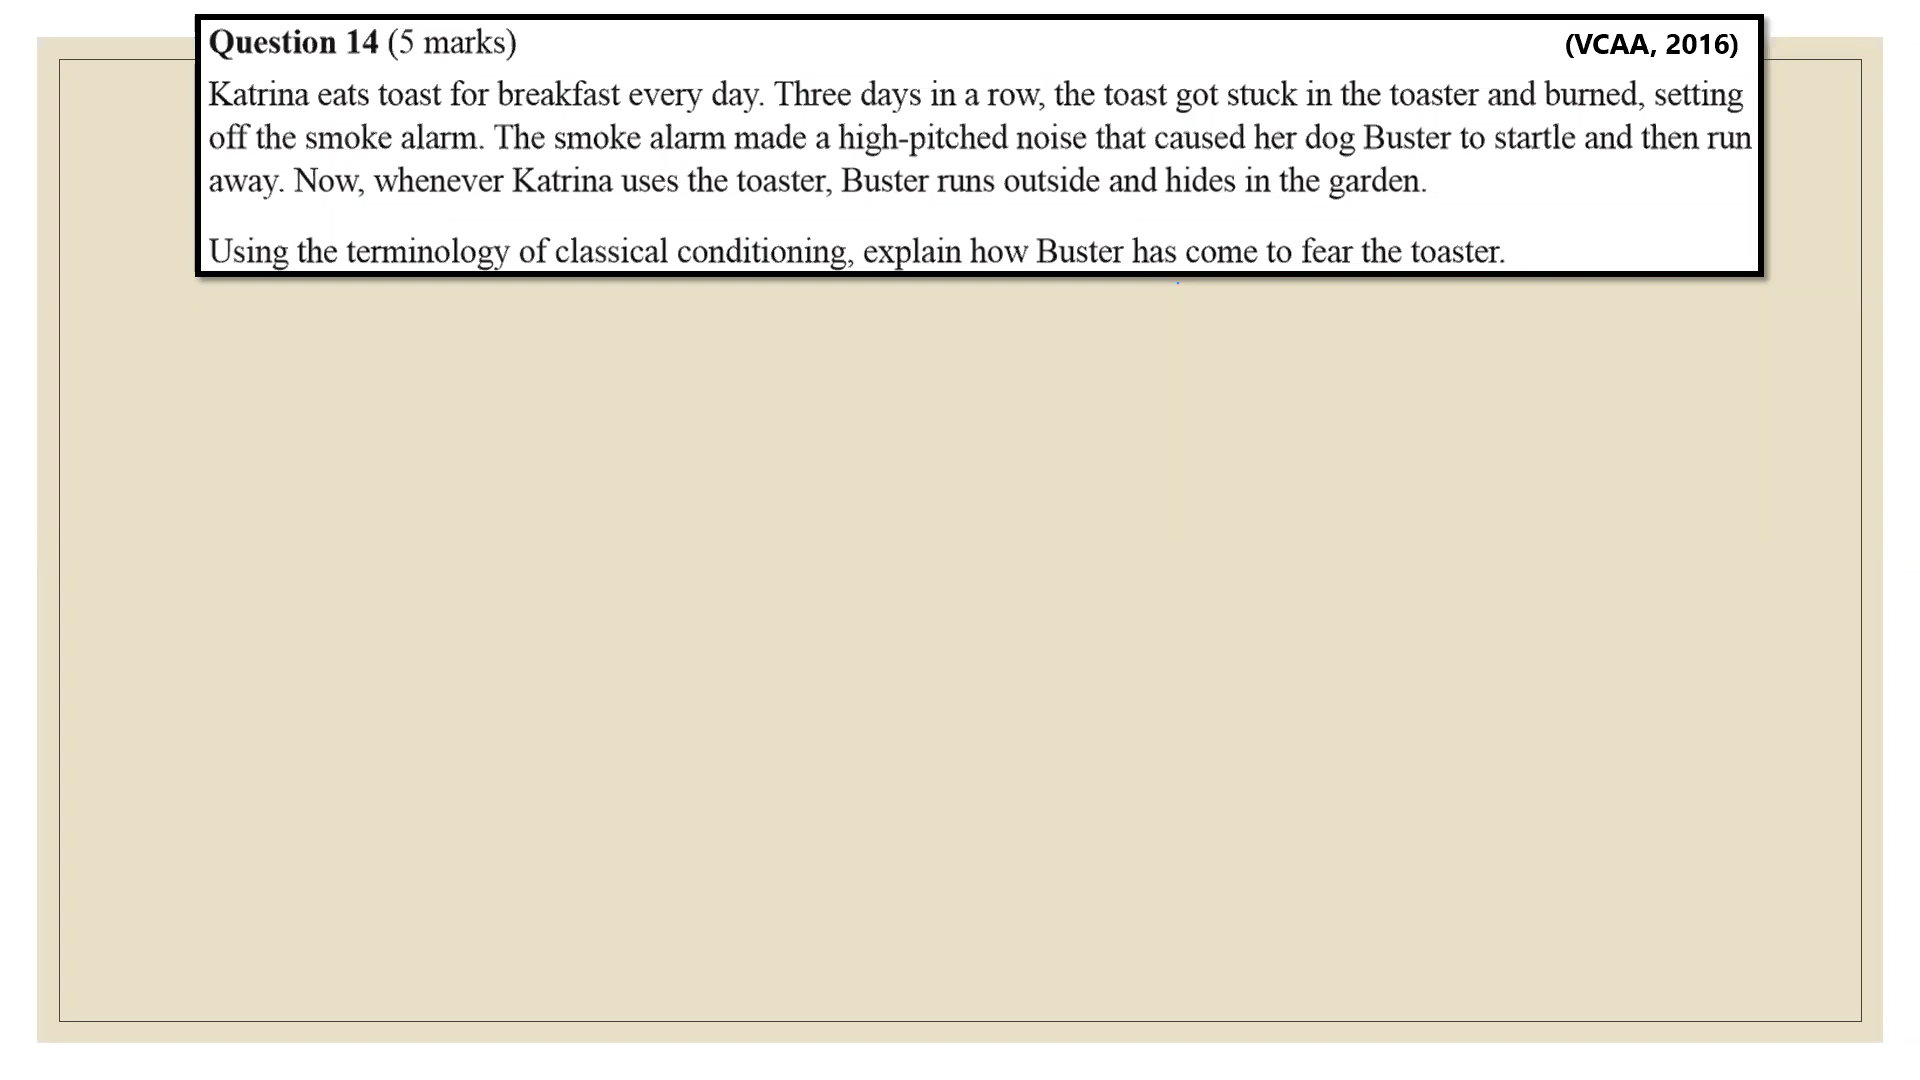 Question 14 (5 marks)
(VCAA, 2016)
Katrina eats toast for breakfast every day. Three days in a row, the toast got stuck in the toaster and burned, setting
off the smoke alarm. The smoke alarm made a high-pitched noise that caused her dog Buster to startle and then run
away. Now, whenever Katrina uses the toaster, Buster runs outside and hides in the garden.
Using the terminology of classical conditioning, explain how Buster has come to fear the toaster.